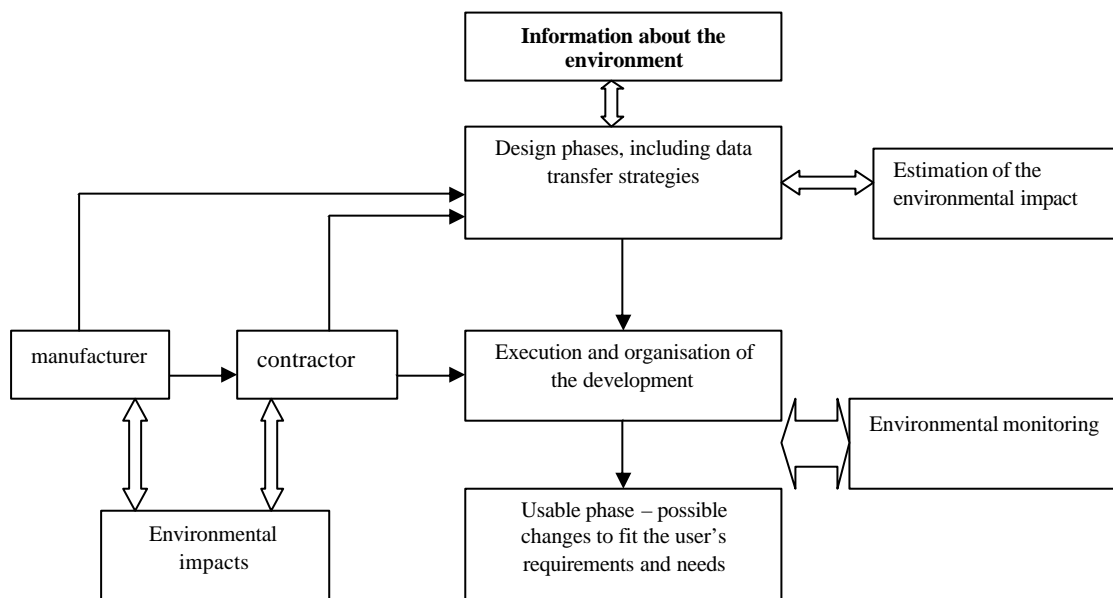 Information about the
environment
Design phases, including data
transfer strategies
Estimation of the
environmental impact
manufacturer
contractor
Execution and organisation of
the development
Environmental monitoring
Usable phase – possible
changes to fit the user’s
requirements and needs
Environmental
impacts